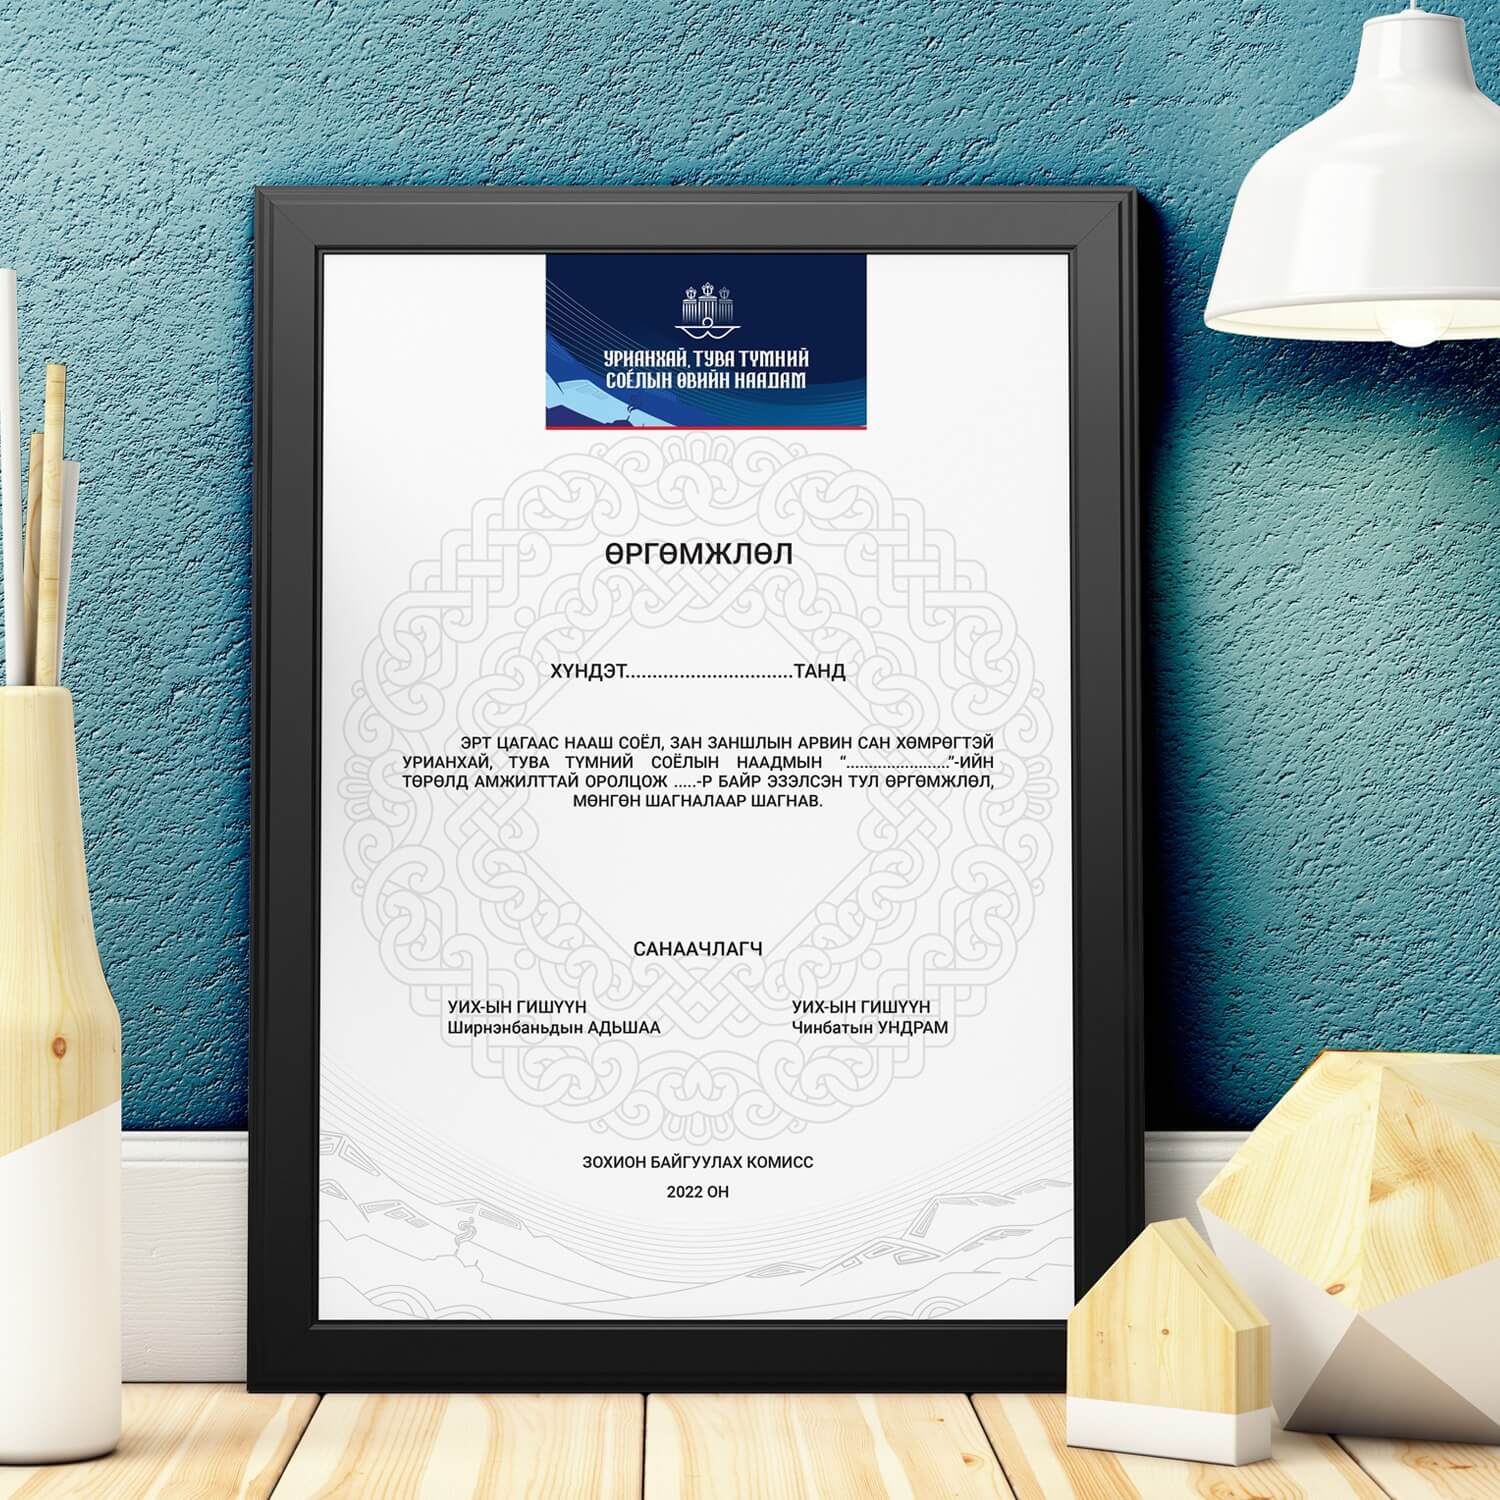 УРИАНХАЙ, ТУВА ТҮМНИЙ
СОЁЛЫН ӨВИЙН НААДАМ
ӨРГӨМЖЛӨЛ
ХҮНДЭТ...............................ТАНД
ЭРТ ЦАГААС НААШ СОЁЛ, ЗАН ЗАНШЛЫН АРВИН САН ХӨМРӨГТЭЙ
УРИАНХАЙ, ТУВА ТҮМНИЙ СОЁЛЫН НААДМЫН “......................”-ИЙН
ТӨРӨЛД АМЖИЛТТАЙ ОРОЛЦОЖ .....-Р БАЙР ЭЗЭЛСЭН ТУЛ ӨРГӨМЖЛӨЛ,
МӨНГӨН ШАГНАЛААР ШАГНАВ.
САНААЧЛАГЧ
УИХ-ЫН ГИШҮҮН
Ширнэнбаньдын АДЬШАА
УИХ-ЫН ГИШҮҮН
Чинбатын УНДРАМ
ЗОХИОН БАЙГУУЛАХ КОМИСС
2022 ОН